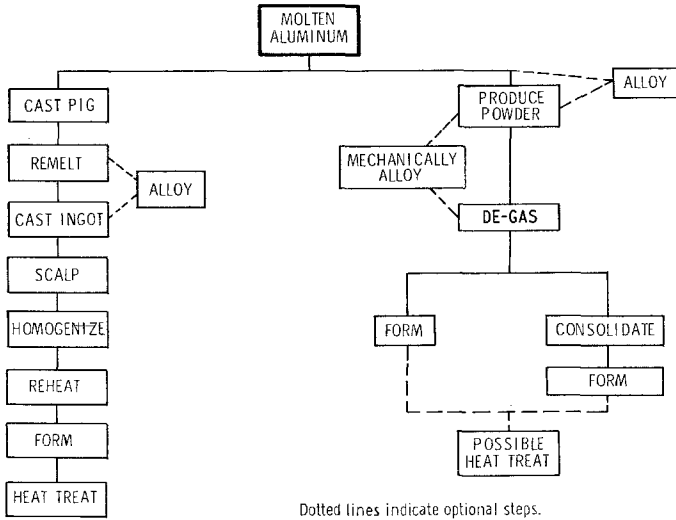 MOLTEN
ALUMINUM
CAST PIG
REMELT
ALLOY
CAST INGOT
SCALP
HOMOGENIZE
REHEAT
FORM
HEAT TREAT
ALLOY
PRODUCE
POWDER
MECHANICALLY
ALLOY
DE-GAS
FORM
CONSOLIDATE
FORM
POSSIBLE
HEAT TREAT
Dotted lines indicate optional steps.